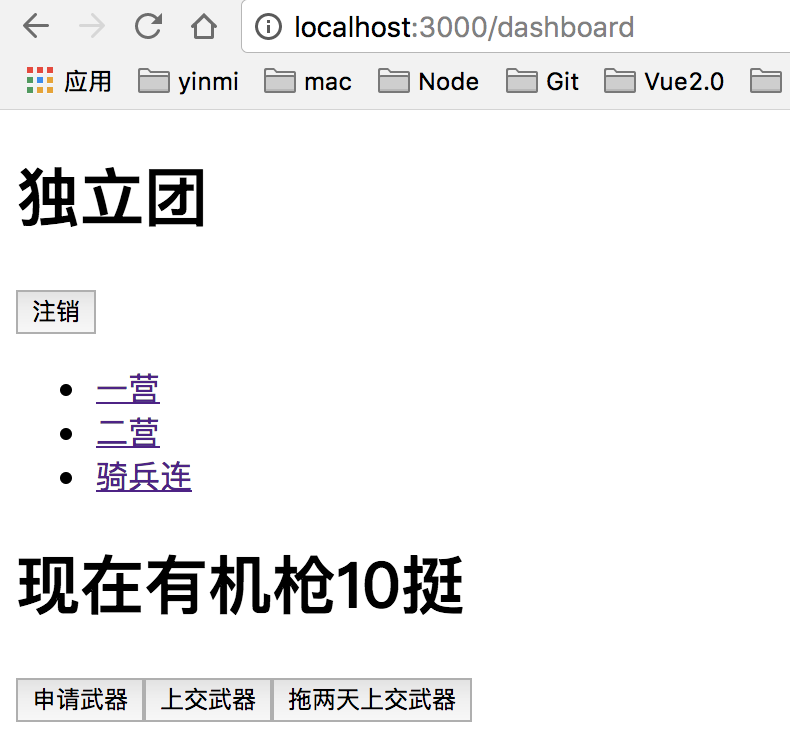 localhost:3000/dashboard
应用 yinmi mac Node Git Vue2.0
独立团
注销
一营
二营
骑兵连
现在有机枪10挺
申请武器 上交武器 拖两天上交武器